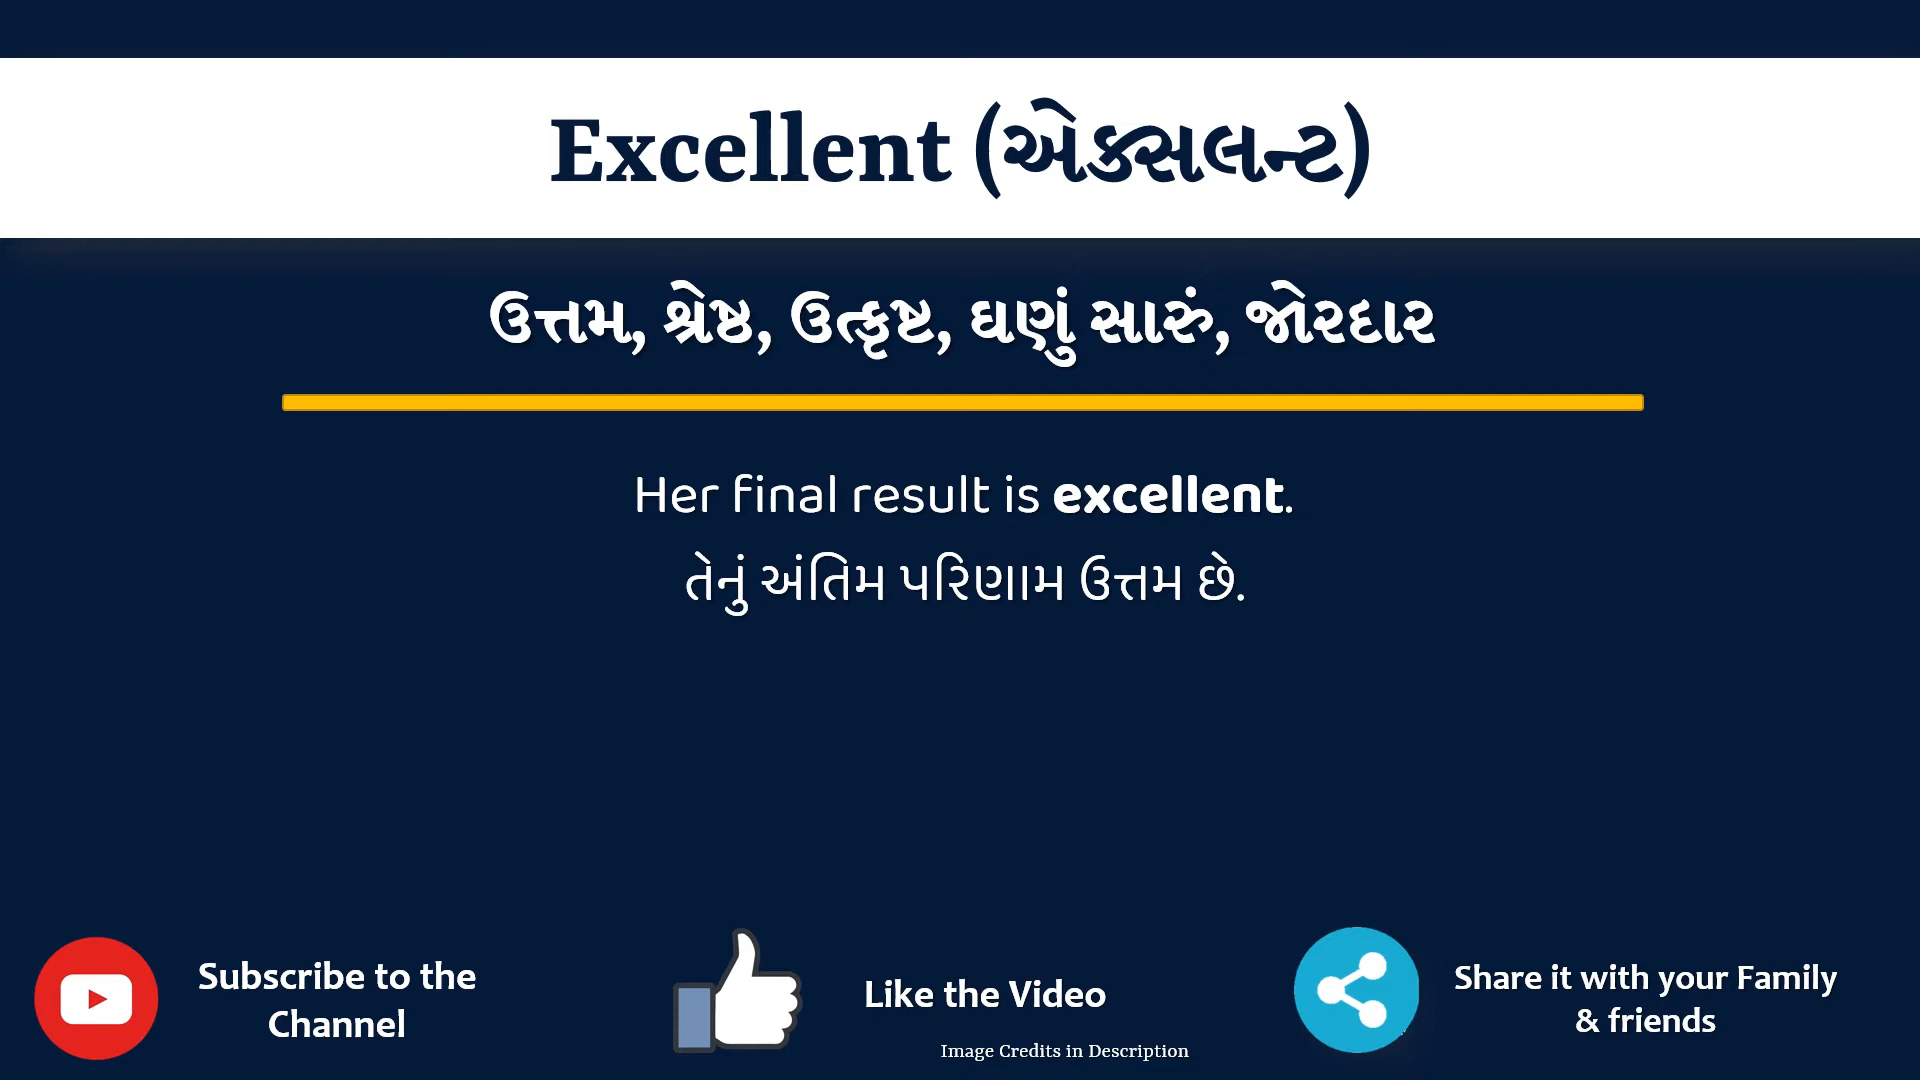 Excellent (એક્સલન્ટ)
ઉત્તમ, શ્રેષ્ઠ, ઉત્કૃષ્ટ, ઘણું સારું, જોરદાર
Her final result is excellent.
તેનું અંતિમ પરિણામ ઉત્તમ છે.
Subscribe to the
Channel
Like the Video
Share it with your Family
& friends
Image Credits in Description